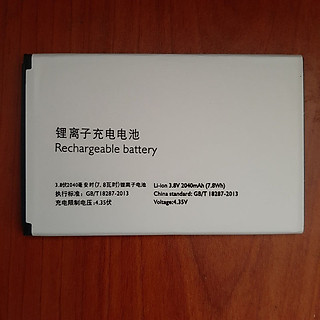 锂离子充电电池
Rechargeable battery
3.8伏2040毫安时(7.8瓦时)锂离子电池
执行标准: GB/T18287-2013
充电限制电压: 4.35伏
Li-Ion 3.8V 2040mAh (7.8Wh)
China standard: GB/T 18287-2013
Voltage:4.35V